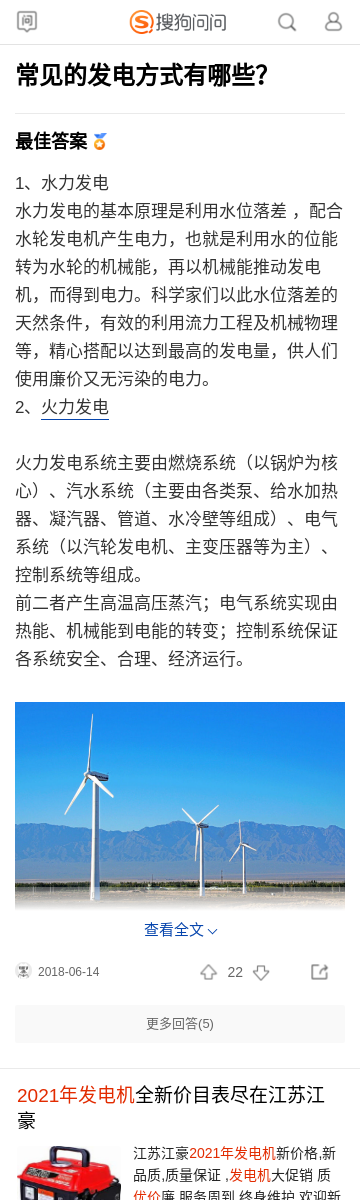 问
搜狗问问
常见的发电方式有哪些?
最佳答案
1、水力发电
水力发电的基本原理是利用水位落差 ，配合
水轮发电机产生电力，也就是利用水的位能
转为水轮的机械能，再以机械能推动发电
机，而得到电力。科学家们以此水位落差的
天然条件，有效的利用流力工程及机械物理
等，精心搭配以达到最高的发电量，供人们
使用廉价又无污染的电力。
2、火力发电
火力发电系统主要由燃烧系统（以锅炉为核
心）、汽水系统（主要由各类泵、给水加热
器、凝汽器、管道、水冷壁等组成）、电气
系统（以汽轮发电机、主变压器等为主）、
控制系统等组成。
前二者产生高温高压蒸汽；电气系统实现由
热能、机械能到电能的转变；控制系统保证
各系统安全、合理、经济运行。
查看全文
2018-06-14 22
更多回答(5)
2021年发电机全新价目表尽在江苏江
豪
江苏江豪2021年发电机新价格,新
品质,质量保证 ,发电机大促销 质
优价廉,服务周到,终身维护,欢迎新